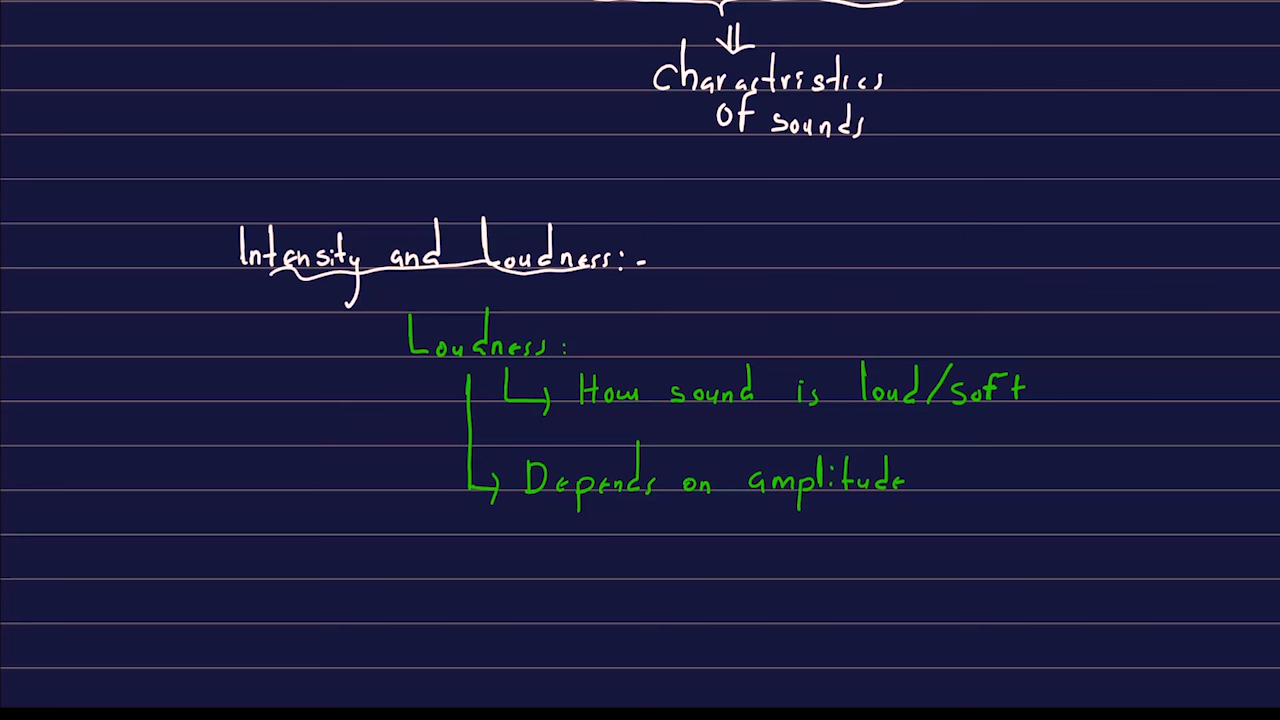 Charactristics
Of sounds
Intensity and Loudness:-
Loudness:
How sound is loud/soft
Depends on amplitude